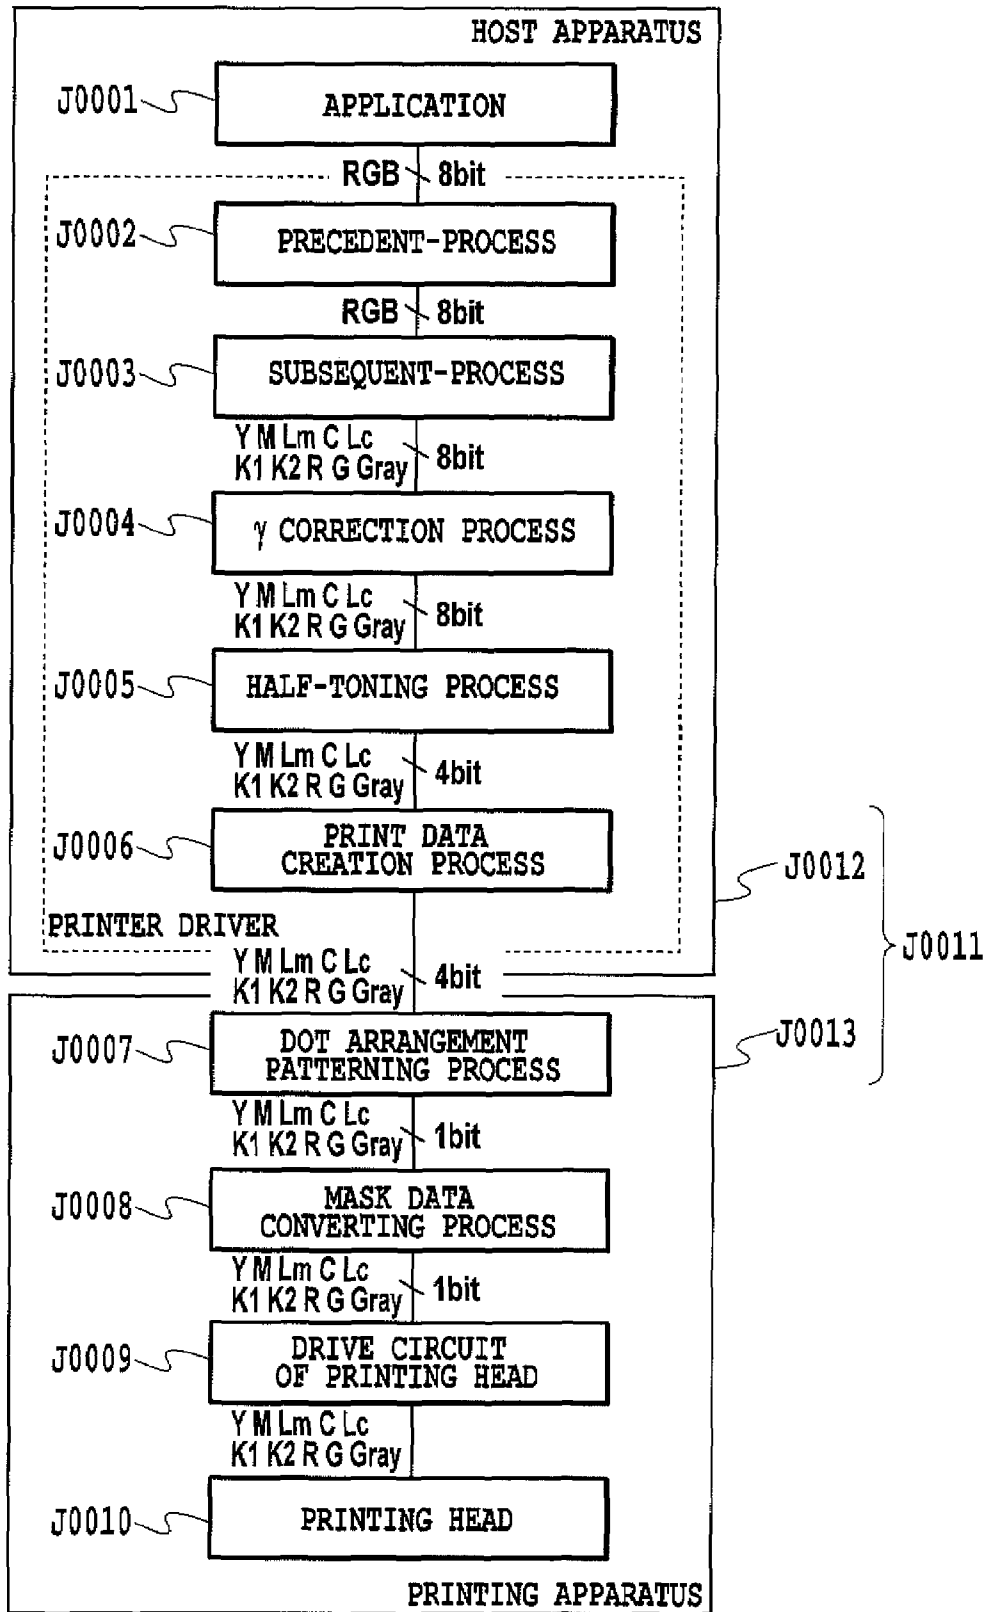 HOST APPARATUS
J0001
APPLICATION
RGB 8bit
J0002
PRECEDENT-PROCESS
RGB 8bit
J0003
SUBSEQUENT-PROCESS
Y M Lm C Lc
K1 K2 R G Gray
8bit
J0004
γ CORRECTION PROCESS
Y M Lm C Lc
K1 K2 R G Gray
8bit
J0005
HALF-TONING PROCESS
Y M Lm C Lc
K1 K2 R G Gray
4bit
J0006
PRINT DATA
CREATION PROCESS
J0012
PRINTER DRIVER
J0011
Y M Lm C Lc
K1 K2 R G Gray
4bit
J0013
J0007
DOT ARRANGEMENT
PATTERNING PROCESS
Y M Lm C Lc
K1 K2 R G Gray
1bit
J0008
MASK DATA
CONVERTING PROCESS
Y M Lm C Lc
K1 K2 R G Gray
1bit
J0009
DRIVE CIRCUIT
OF PRINTING HEAD
Y M Lm C Lc
K1 K2 R G Gray
J0010
PRINTING HEAD
PRINTING APPARATUS